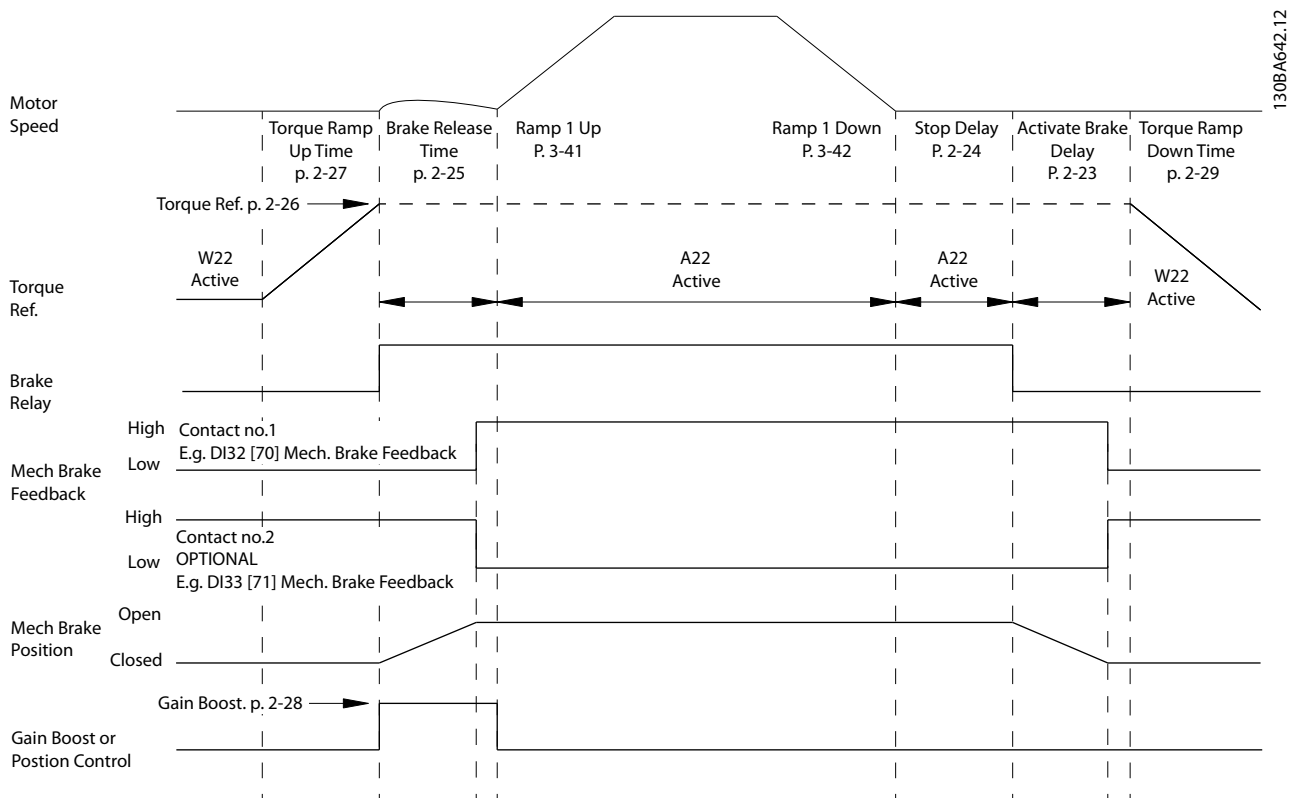 130BA642.12
Motor
Speed
Torque Ramp
Up Time
p. 2-27
Brake Release
Time
p. 2-25
Ramp 1 Up
P. 3-41
Ramp 1 Down
P. 3-42
Stop Delay
P. 2-24
Activate Brake
Delay
P. 2-23
Torque Ramp
Down Time
p. 2-29
Torque Ref. p. 2-26
W22
Active
A22
Active
A22
Active
W22
Active
Torque
Ref.
Brake
Relay
High
Contact no.1
E.g. DI32 [70] Mech. Brake Feedback
Low
Mech Brake
Feedback
High
Contact no.2
Low
OPTIONAL
E.g. DI33 [71] Mech. Brake Feedback
Open
Mech Brake
Position
Closed
Gain Boost. p. 2-28
Gain Boost or
Postion Control